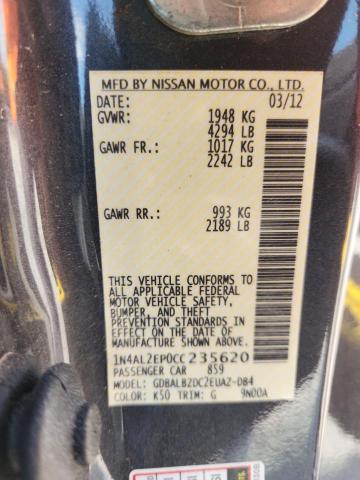 MFD BY NISSAN MOTOR CO., LTD.
DATE: 03/12
GVWR: 1948 KG
4294 LB
GAWR FR.: 1017 KG
2242 LB
GAWR RR.: 993 KG
2189 LB
THIS VEHICLE CONFORMS TO
ALL APPLICABLE FEDERAL
MOTOR VEHICLE SAFETY,
BUMPER, AND THEFT
PREVENTION STANDARDS
IN EFFECT ON THE DATE OF
MANUFACTURE SHOWN ABOVE.
1N4AL2EP0CC235620
PASSENGER CAR 859
MODEL: GDBALBZDC2EUAZ-DB4
COLOR: K50 TRIM: G 9N00A